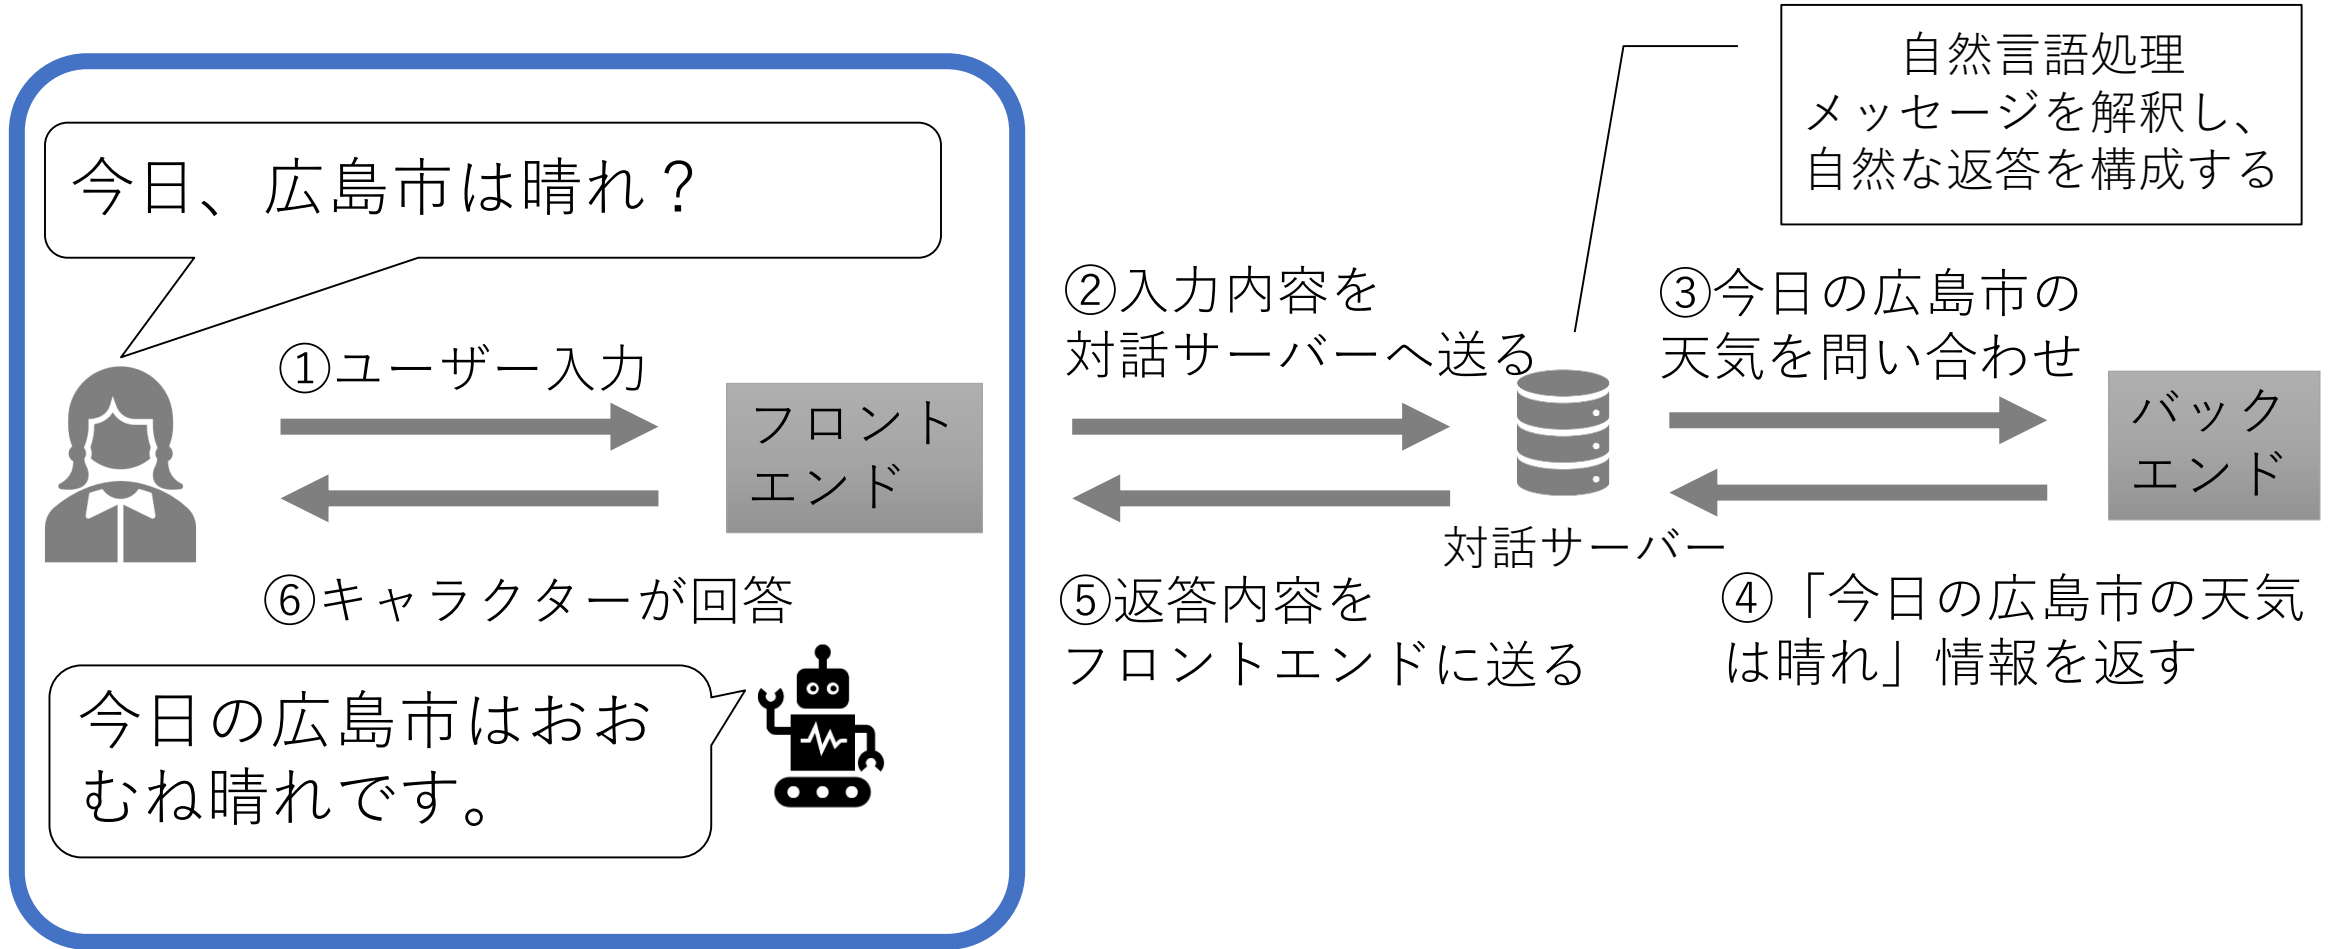 自然言語処理
メッセージを解釈し、
自然な返答を構成する
今日、広島市は晴れ？
①ユーザー入力
フロント
エンド
②入力内容を
対話サーバーへ送る
対話サーバー
③今日の広島市の
天気を問い合わせ
バック
エンド
④「今日の広島市の天気
は晴れ」情報を返す
⑤返答内容を
フロントエンドに送る
⑥キャラクターが回答
今日の広島市はおお
むね晴れです。